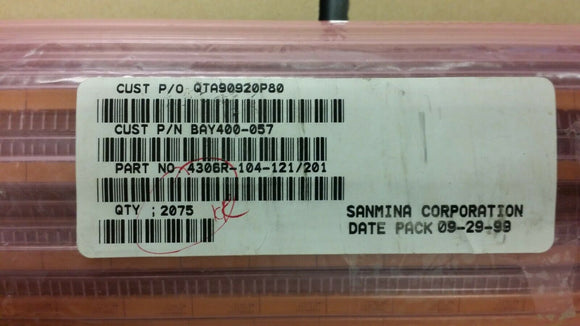 CUST P/O QTA90920P80
CUST P/N BAY400-057
PART NO 4306R-104-121/201
QTY : 2075
SANMINA CORPORATION
DATE PACK 09-29-99